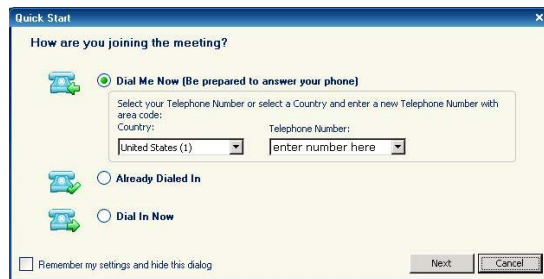 Quick Start
How are you joining the meeting?
Dial Me Now (Be prepared to answer your phone)
Select your Telephone Number or select a Country and enter a new Telephone Number with
area code:
Country: Telephone Number:
United States (1) enter number here
Already Dialed In
Dial In Now
Remember my settings and hide this dialog Next Cancel